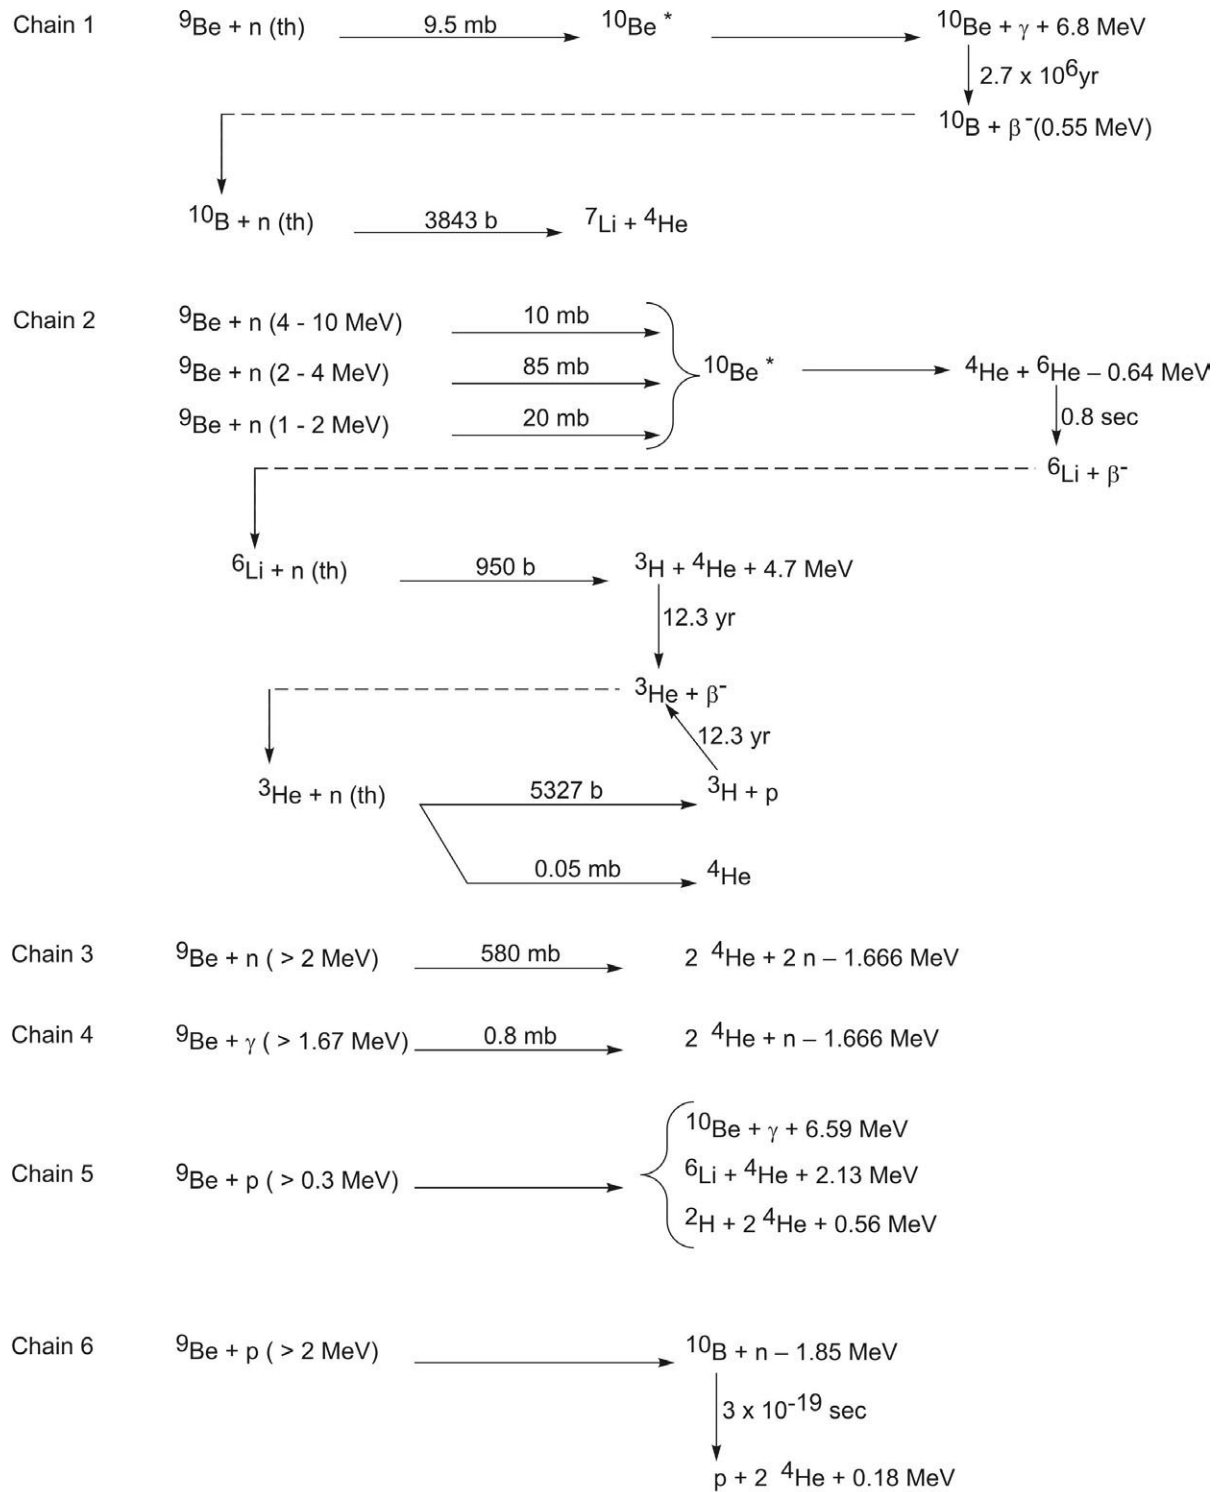 Chain 1 ⁹Be + n (th) 9.5 mb ¹⁰Be * ¹⁰Be + γ + 6.8 MeV
2.7 x 10⁶yr
¹⁰B + β⁻(0.55 MeV)
¹⁰B + n (th) 3843 b ⁷Li + ⁴He
Chain 2 ⁹Be + n (4 - 10 MeV) 10 mb
⁹Be + n (2 - 4 MeV) 85 mb ¹⁰Be * ⁴He + ⁶He – 0.64 MeV
⁹Be + n (1 - 2 MeV) 20 mb 0.8 sec
⁶Li + β⁻
⁶Li + n (th) 950 b ³H + ⁴He + 4.7 MeV
12.3 yr
³He + β⁻
12.3 yr
³He + n (th) 5327 b ³H + p
0.05 mb ⁴He
Chain 3 ⁹Be + n ( > 2 MeV) 580 mb 2 ⁴He + 2 n – 1.666 MeV
Chain 4 ⁹Be + γ ( > 1.67 MeV) 0.8 mb 2 ⁴He + n – 1.666 MeV
¹⁰Be + γ + 6.59 MeV
Chain 5 ⁹Be + p ( > 0.3 MeV) ⁶Li + ⁴He + 2.13 MeV
²H + 2 ⁴He + 0.56 MeV
Chain 6 ⁹Be + p ( > 2 MeV) ¹⁰B + n – 1.85 MeV
3 x 10⁻¹⁹ sec
p + 2 ⁴He + 0.18 MeV